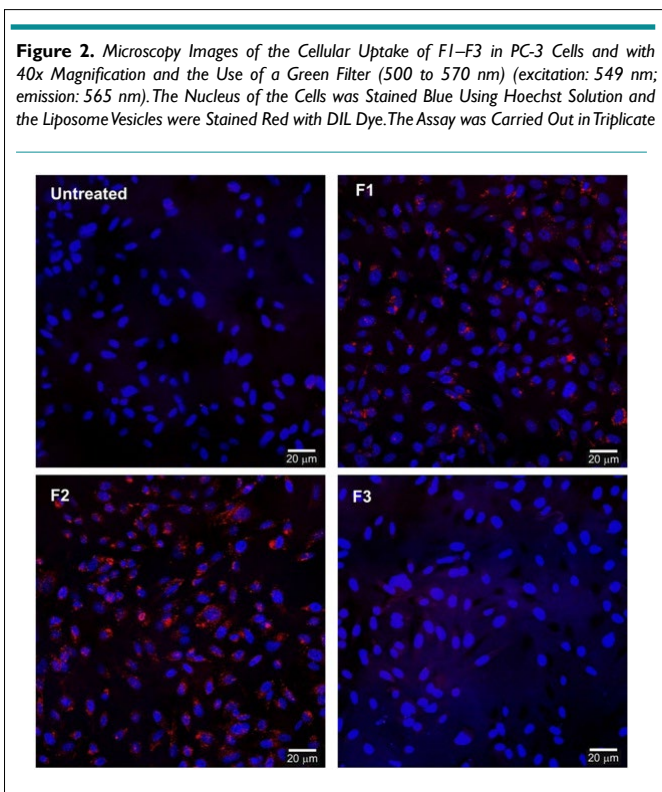 Figure 2. Microscopy Images of the Cellular Uptake of F1–F3 in PC-3 Cells and with
40x Magnification and the Use of a Green Filter (500 to 570 nm) (excitation: 549 nm;
emission: 565 nm). The Nucleus of the Cells was Stained Blue Using Hoechst Solution and
the Liposome Vesicles were Stained Red with DIL Dye. The Assay was Carried Out in Triplicate
Untreated
20 μm
F1
20 μm
F2
20 μm
F3
20 μm